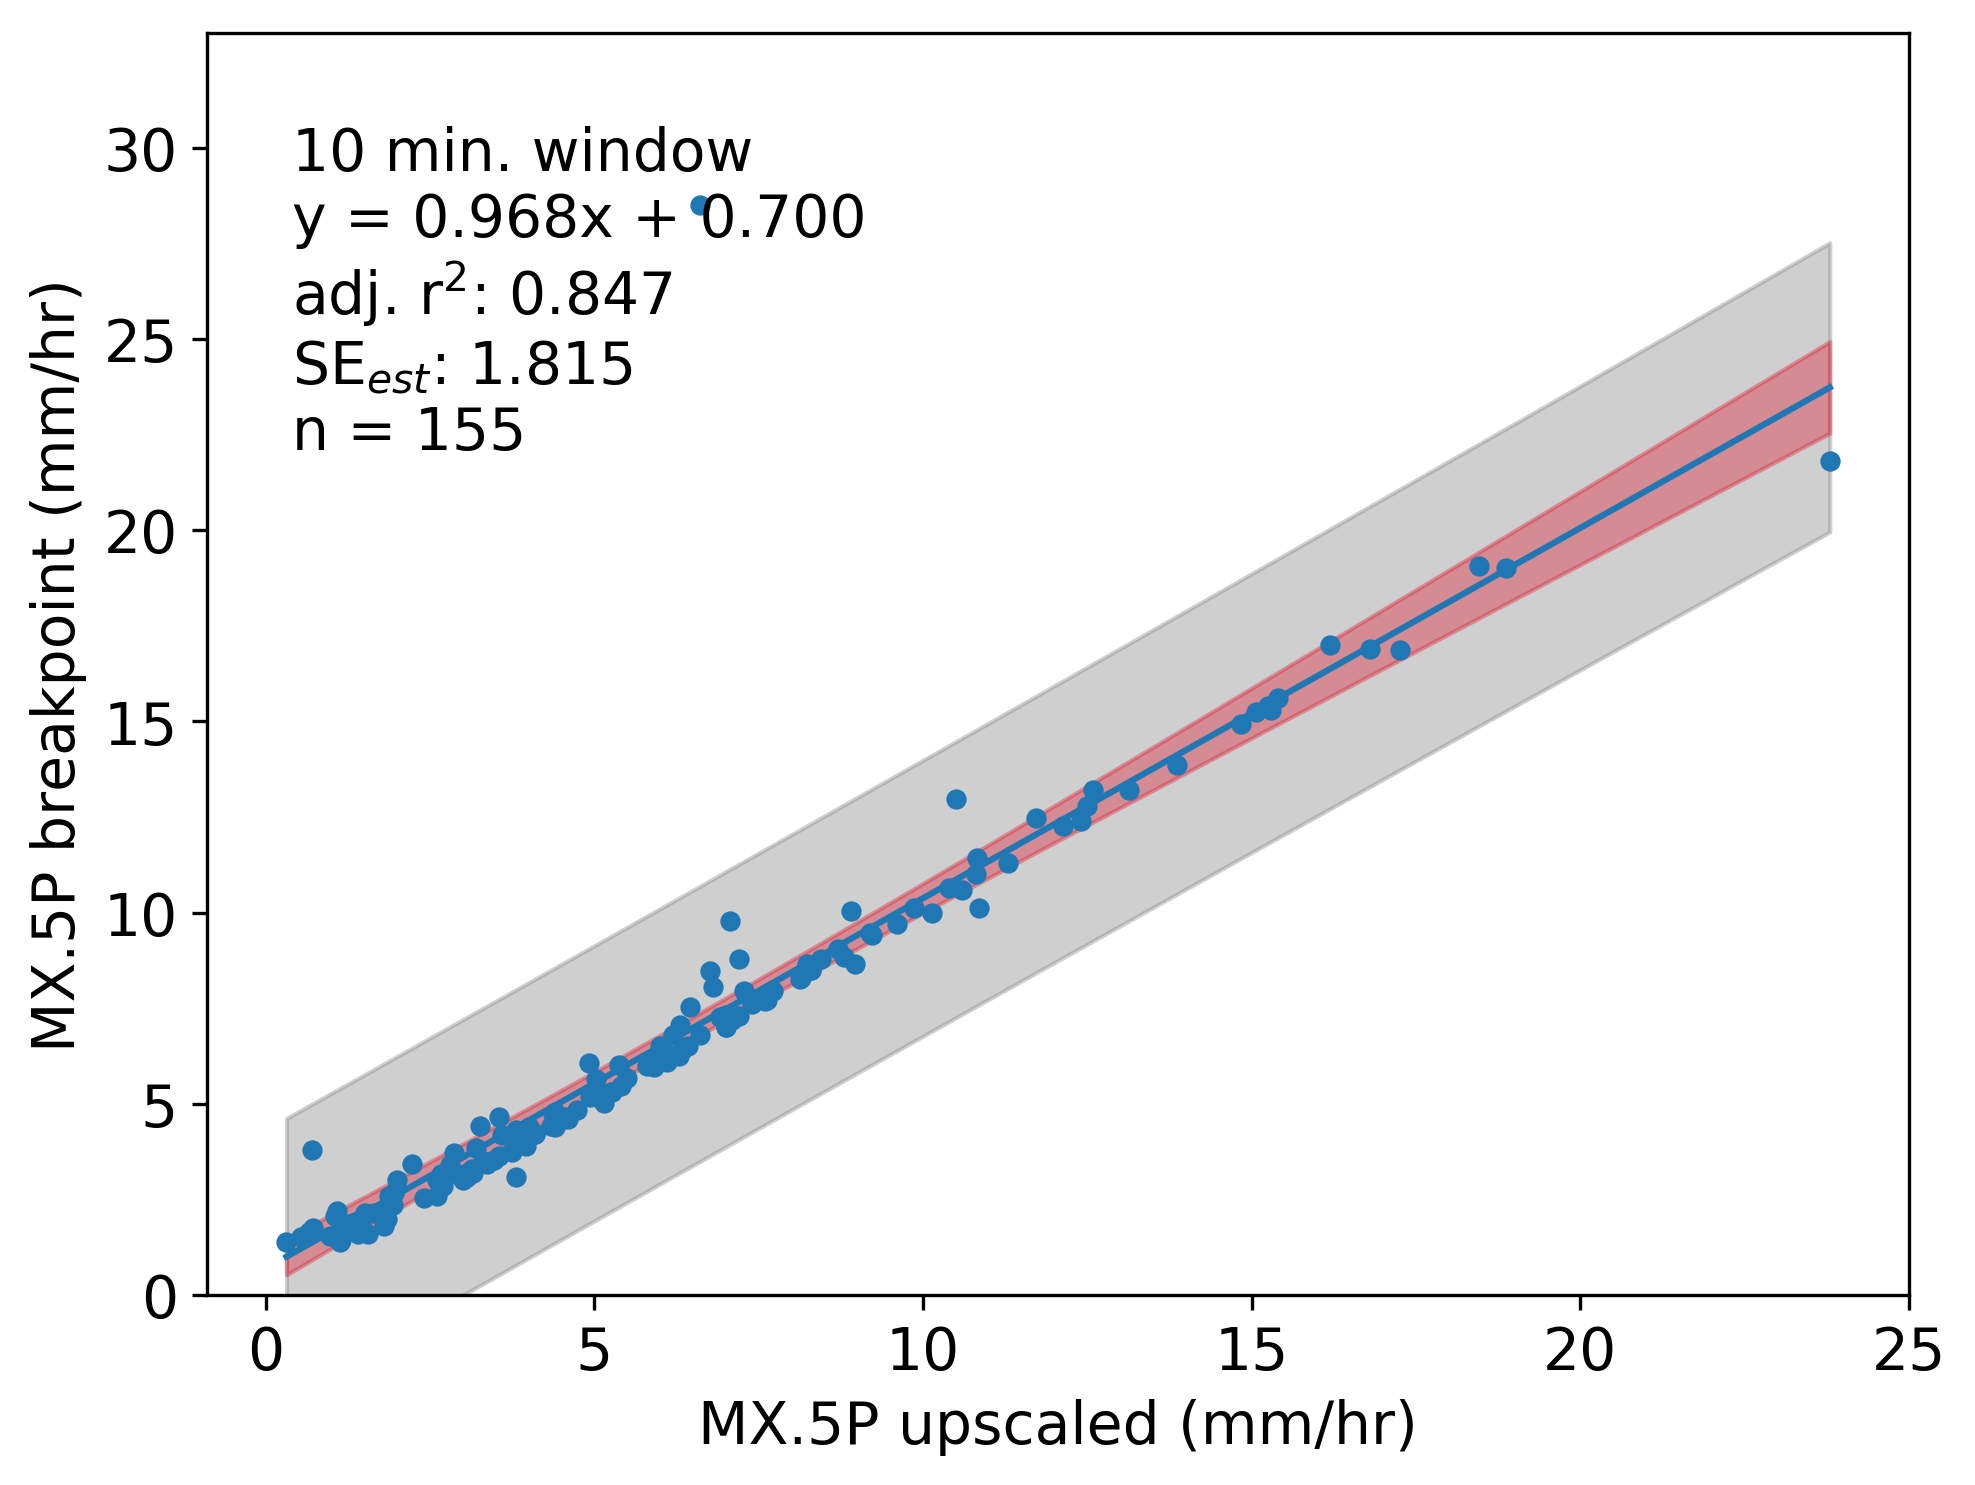 10 min. window
y = 0.968x + 0.700
adj. r²: 0.847
SEest: 1.815
n = 155
MX.5P breakpoint (mm/hr)
30
25
20
15
10
5
0
0 5 10 15 20 25
MX.5P upscaled (mm/hr)